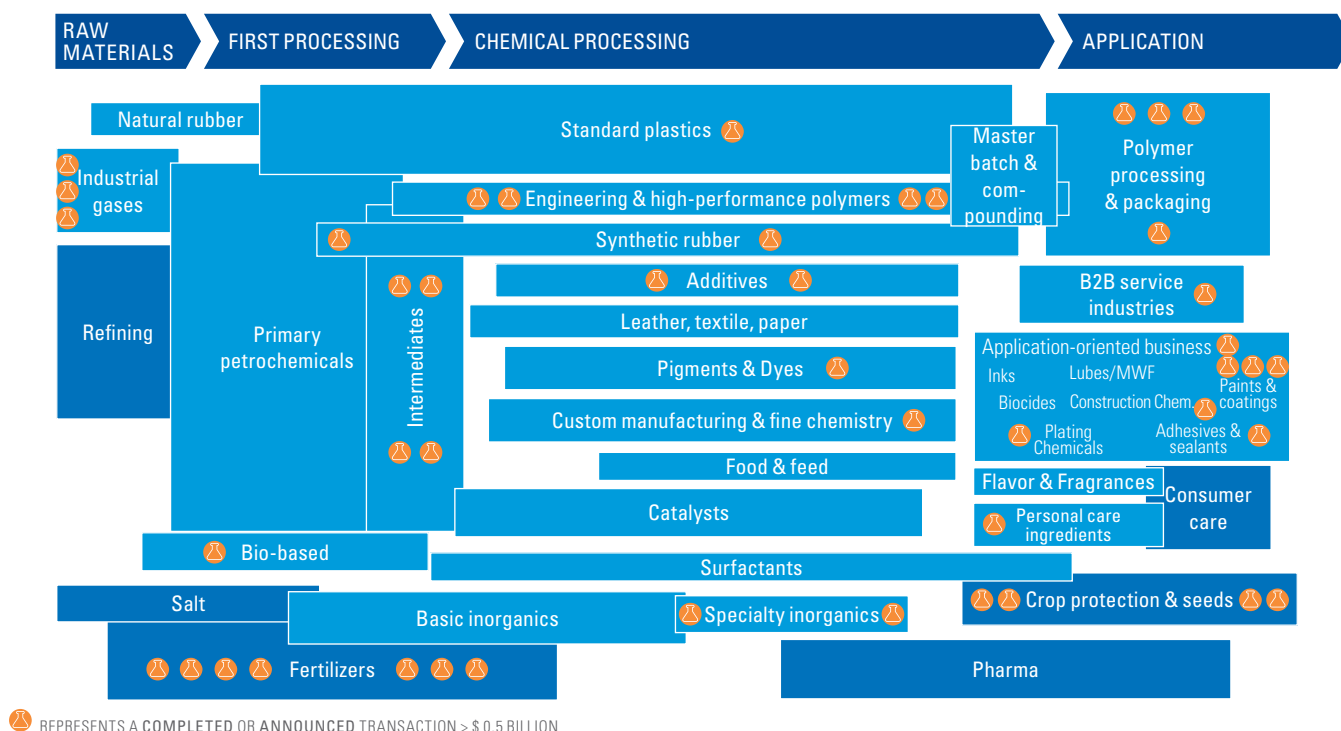 RAW
MATERIALS
FIRST PROCESSING
CHEMICAL PROCESSING
APPLICATION
Natural rubber
Standard plastics
Master
batch &
com-
pounding
Polymer
processing
& packaging
Industrial
gases
Engineering & high-performance polymers
Synthetic rubber
Refining
Primary
petrochemicals
Intermediates
Additives
B2B service
industries
Leather, textile, paper
Pigments & Dyes
Application-oriented business
Inks
Lubes/MWF
Paints &
coatings
Biocides
Construction Chem.
Plating
Chemicals
Adhesives &
sealants
Custom manufacturing & fine chemistry
Food & feed
Flavor & Fragrances
Consumer
care
Catalysts
Personal care
ingredients
Bio-based
Surfactants
Salt
Basic inorganics
Specialty inorganics
Crop protection & seeds
Fertilizers
Pharma
REPRESENTS A COMPLETED OR ANNOUNCED TRANSACTION > $ 0.5 BILLION